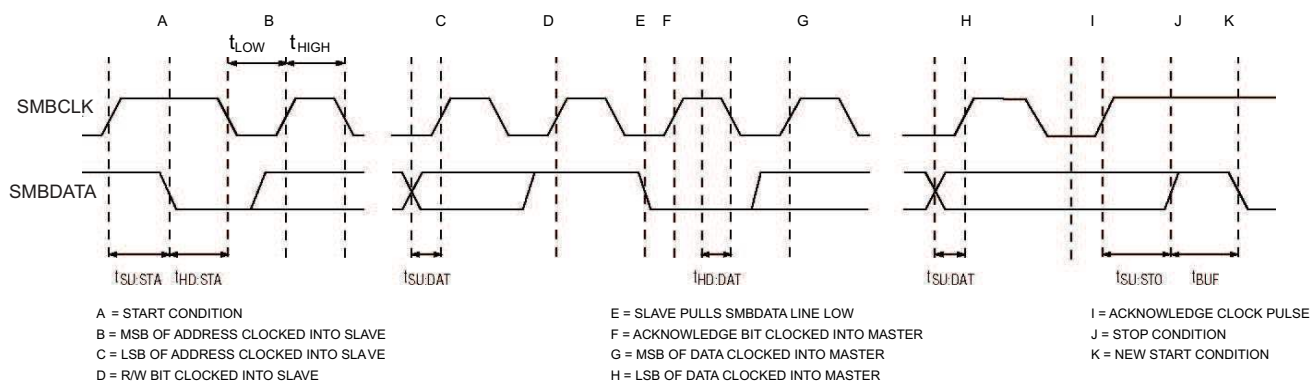 A B C D E F G H I J K
tLOW tHIGH
SMBCLK
SMBDATA
tSU:STA tHD:STA tSU:DAT tHD:DAT tSU:DAT tSU:STO tBUF
A = START CONDITION
B = MSB OF ADDRESS CLOCKED INTO SLAVE
C = LSB OF ADDRESS CLOCKED INTO SLAVE
D = R/W BIT CLOCKED INTO SLAVE
E = SLAVE PULLS SMBDATA LINE LOW
F = ACKNOWLEDGE BIT CLOCKED INTO MASTER
G = MSB OF DATA CLOCKED INTO MASTER
H = LSB OF DATA CLOCKED INTO MASTER
I = ACKNOWLEDGE CLOCK PULSE
J = STOP CONDITION
K = NEW START CONDITION